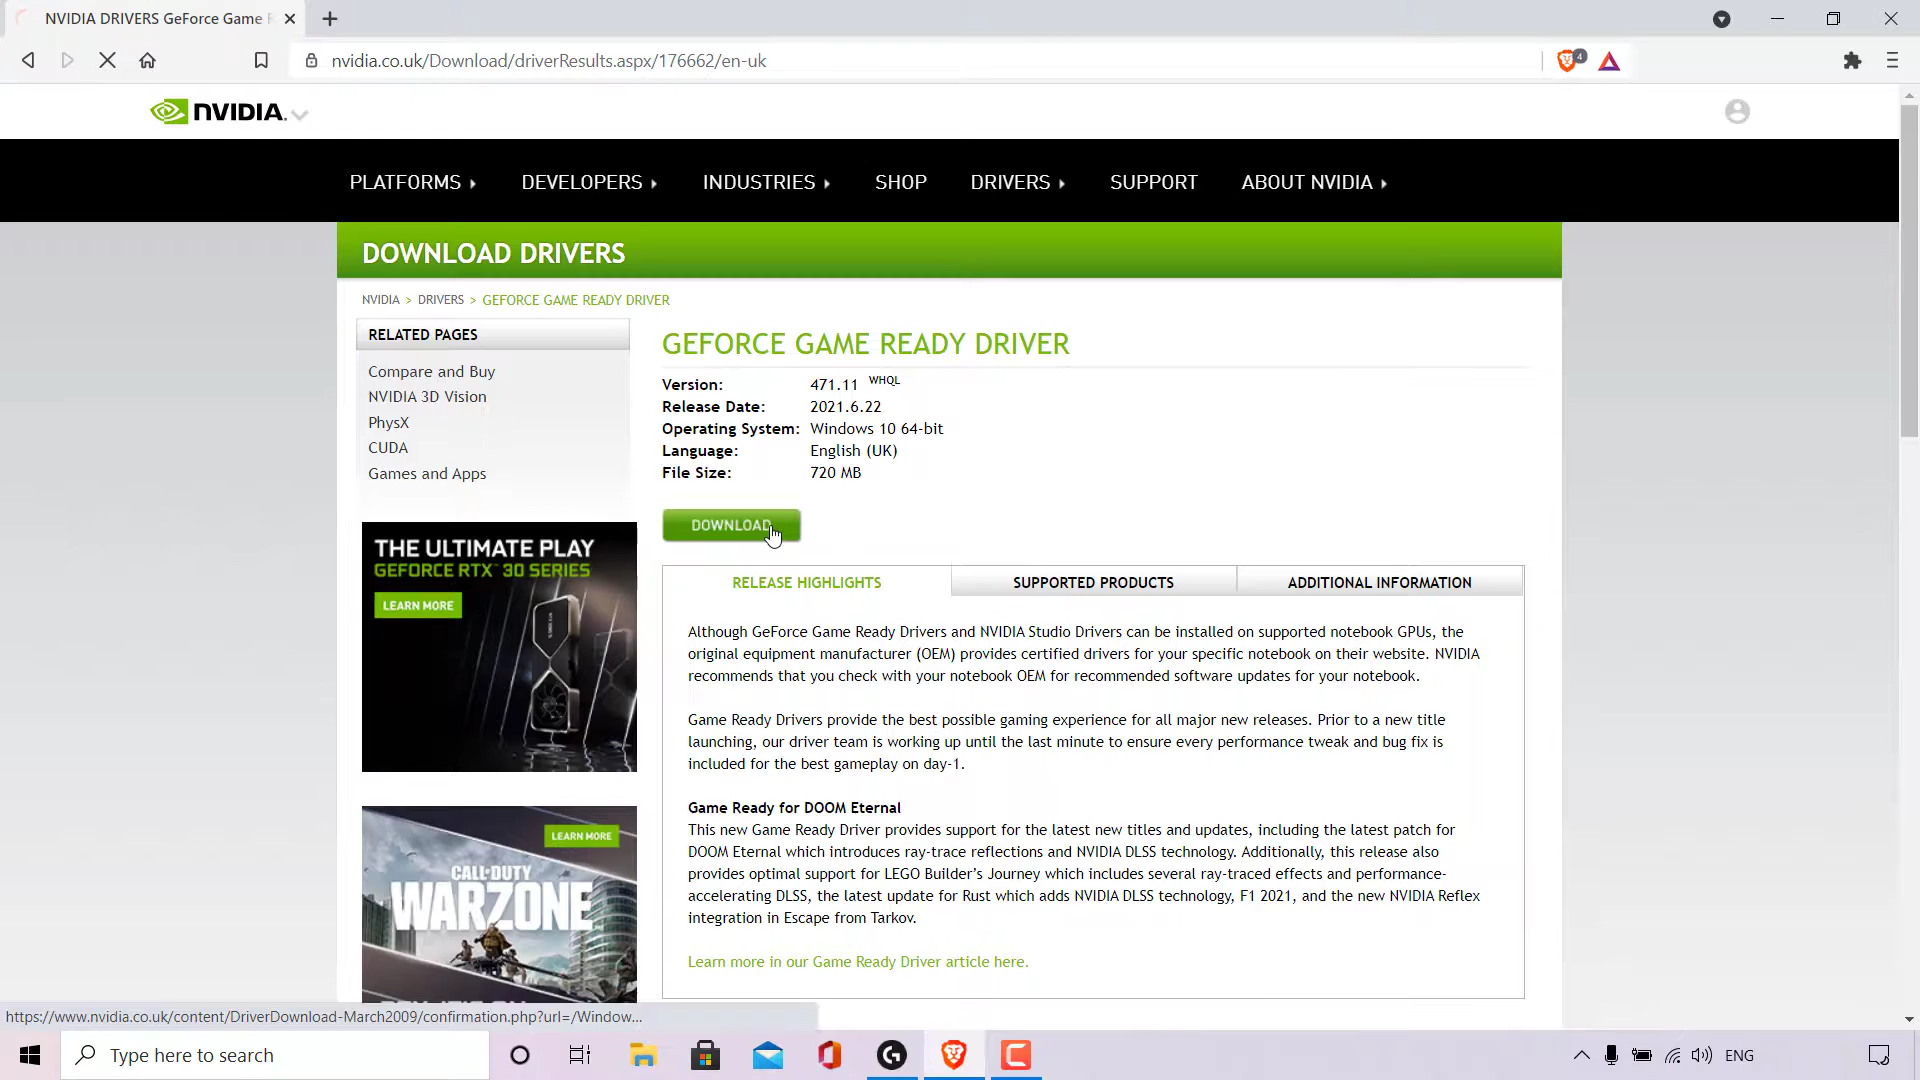 NVIDIA DRIVERS GeForce Game R
nvidia.co.uk/Download/driverResults.aspx/176662/en-uk
4
NVIDIA.
PLATFORMS
DEVELOPERS
INDUSTRIES
SHOP
DRIVERS
SUPPORT
ABOUT NVIDIA
DOWNLOAD DRIVERS
NVIDIA > DRIVERS > GEFORCE GAME READY DRIVER
RELATED PAGES
Compare and Buy
NVIDIA 3D Vision
PhysX
CUDA
Games and Apps
THE ULTIMATE PLAY
GEFORCE RTX™ 30 SERIES
LEARN MORE
LEARN MORE
CALL OF DUTY
WARZONE
GEFORCE GAME READY DRIVER
Version: 471.11 WHQL
Release Date: 2021.6.22
Operating System: Windows 10 64-bit
Language: English (UK)
File Size: 720 MB
DOWNLOAD
RELEASE HIGHLIGHTS
SUPPORTED PRODUCTS
ADDITIONAL INFORMATION
Although GeForce Game Ready Drivers and NVIDIA Studio Drivers can be installed on supported notebook GPUs, the
original equipment manufacturer (OEM) provides certified drivers for your specific notebook on their website. NVIDIA
recommends that you check with your notebook OEM for recommended software updates for your notebook.
Game Ready Drivers provide the best possible gaming experience for all major new releases. Prior to a new title
launching, our driver team is working up until the last minute to ensure every performance tweak and bug fix is
included for the best gameplay on day-1.
Game Ready for DOOM Eternal
This new Game Ready Driver provides support for the latest new titles and updates, including the latest patch for
DOOM Eternal which introduces ray-trace reflections and NVIDIA DLSS technology. Additionally, this release also
provides optimal support for LEGO Builder's Journey which includes several ray-traced effects and performance-
accelerating DLSS, the latest update for Rust which adds NVIDIA DLSS technology, F1 2021, and the new NVIDIA Reflex
integration in Escape from Tarkov.
Learn more in our Game Ready Driver article here.
https://www.nvidia.co.uk/content/DriverDownload-March2009/confirmation.php?url=/Window...
Type here to search
ENG